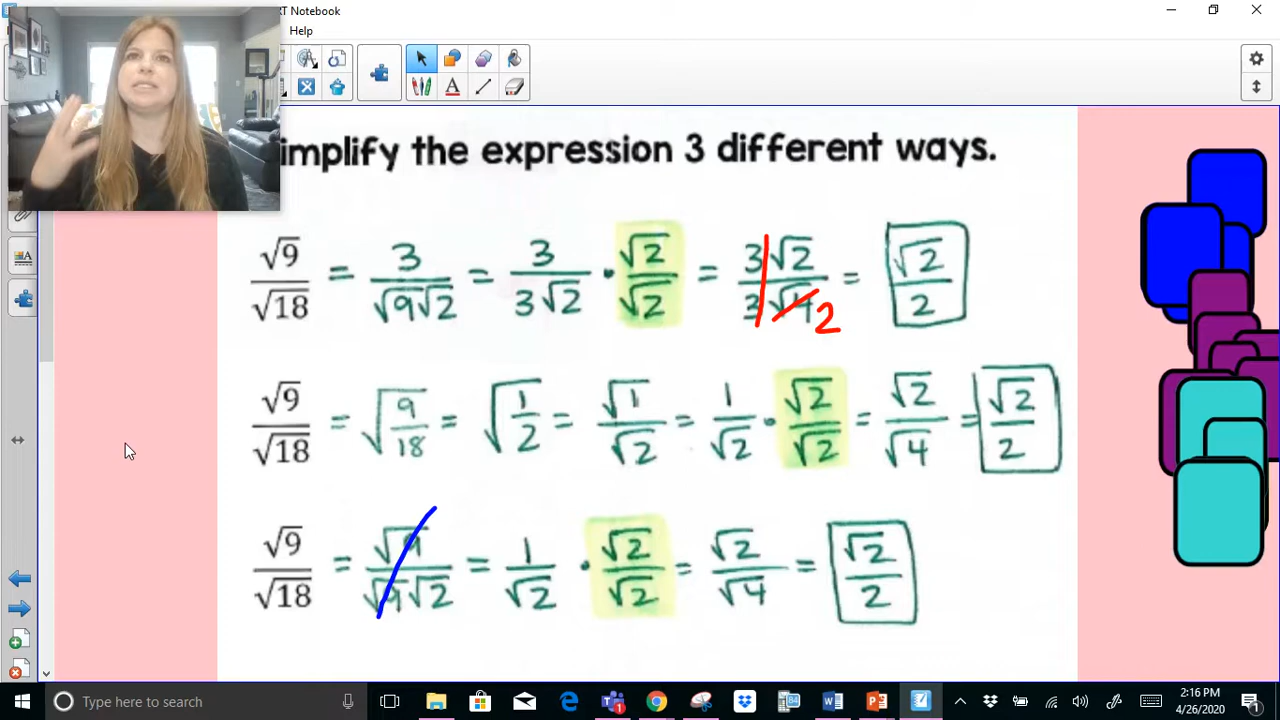 RT Notebook
Help
implify the expression 3 different ways.
√9/√18 = 3/√9√2 = 3/3√2 • √2/√2 = 3√2/3√4 2 = √2/2
√9/√18 = √9/18 = √1/2 = √1/√2 = 1/√2 • √2/√2 = √2/√4 = √2/2
√9/√18 = √9/√9√2 = 1/√2 • √2/√2 = √2/√4 = √2/2
Type here to search
2:16 PM
4/26/2020